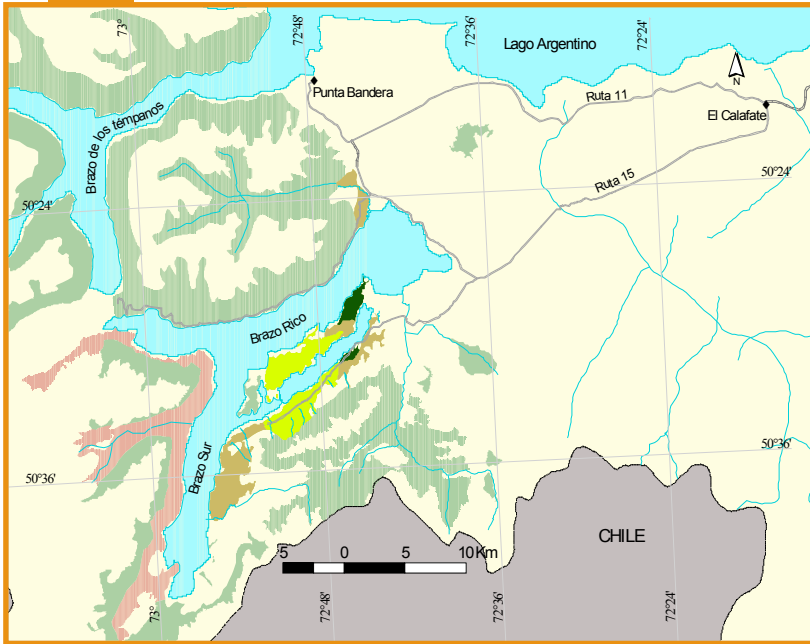 73°
72°48'
72°36'
72°24'
Lago Argentino
N
Punta Bandera
Ruta 11
El Calafate
Brazo de los témpanos
50°24'
Ruta 15
50°24'
Brazo Rico
50°36'
Brazo Sur
50°36'
CHILE
5 0 5 10 Km
73°
72°48'
72°36'
72°24'